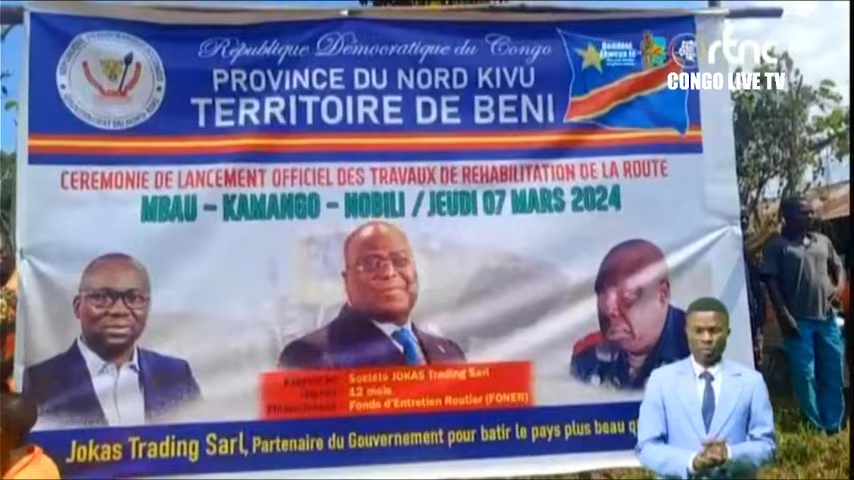 rtnc
CONGO LIVE TV
République Démocratique du Congo
PROVINCE DU NORD KIVU
TERRITOIRE DE BENI
CEREMONIE DE LANCEMENT OFFICIEL DES TRAVAUX DE REHABILITATION DE LA ROUTE
MBAU - KAMANGO - NOBILI / JEUDI 07 MARS 2024
Société JOKAS Trading Sarl
12 mois
Fonds d'Entretien Routier (FONER)
Jokas Trading Sarl, Partenaire du Gouvernement pour batir le pays plus beau